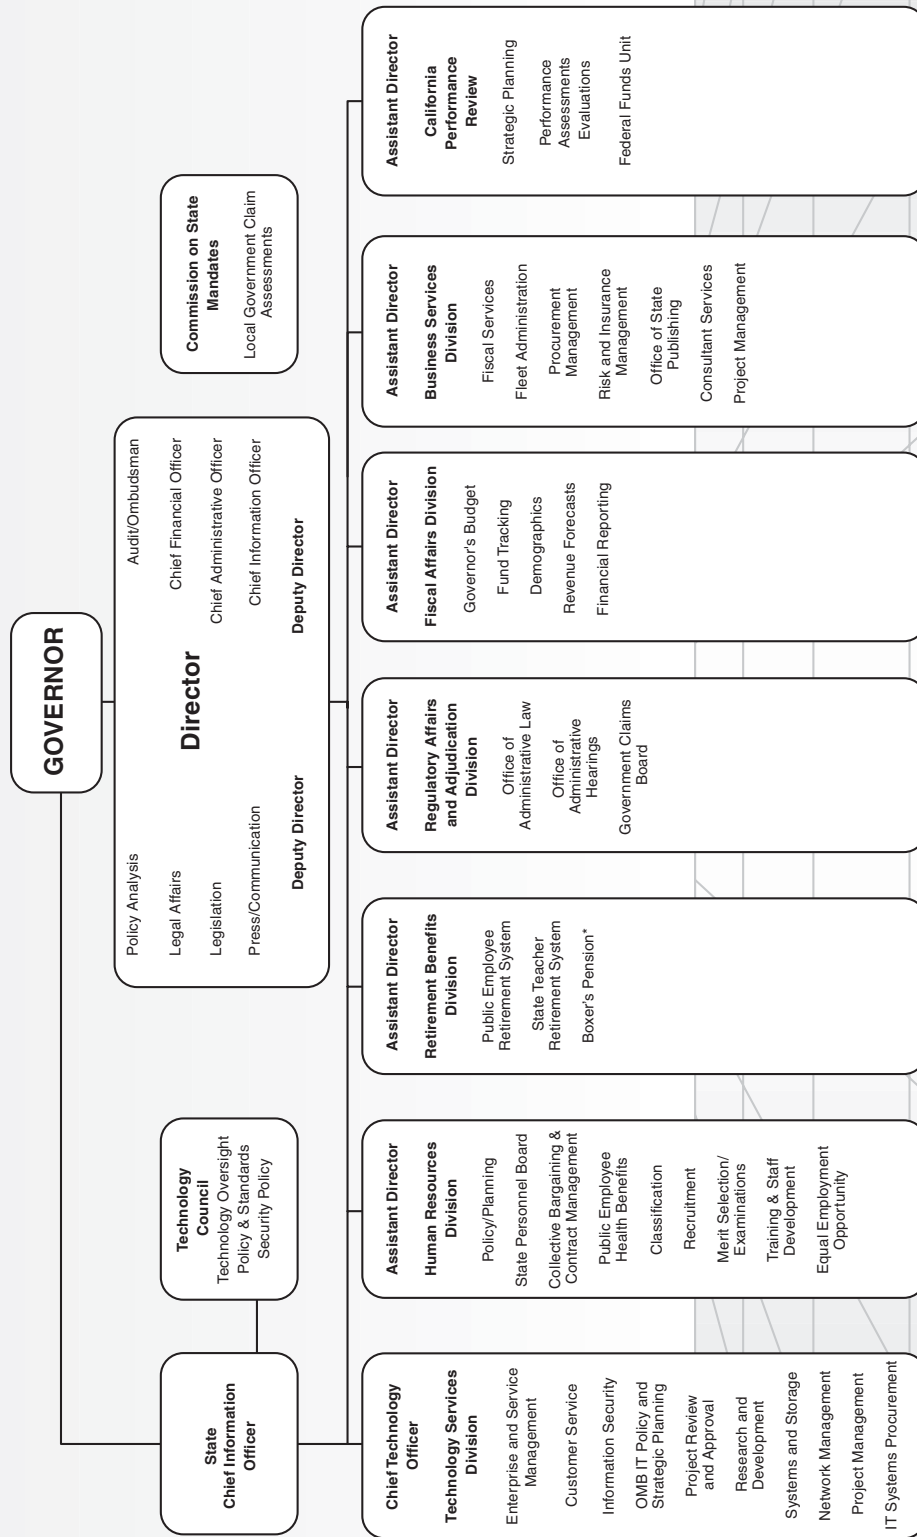 GOVERNOR
Policy Analysis
Legal Affairs
Legislation
Press/Communication
Deputy Director
Director
Audit/Ombudsman
Chief Financial Officer
Chief Administrative Officer
Chief Information Officer
Deputy Director
State
Chief Information
Officer
Technology
Council
Technology Oversight
Policy & Standards
Security Policy
Commission on State
Mandates
Local Government Claim
Assessments
Chief Technology
Officer
Technology Services
Division
Enterprise and Service
Management
Customer Service
Information Security
OMB IT Policy and
Strategic Planning
Project Review
and Approval
Research and
Development
Systems and Storage
Network Management
Project Management
IT Systems Procurement
Assistant Director
Human Resources
Division
Policy/Planning
State Personnel Board
Collective Bargaining &
Contract Management
Public Employee
Health Benefits
Classification
Recruitment
Merit Selection/
Examinations
Training & Staff
Development
Equal Employment
Opportunity
Assistant Director
Retirement Benefits
Division
Public Employee
Retirement System
State Teacher
Retirement System
Boxer's Pension*
Assistant Director
Regulatory Affairs
and Adjudication
Division
Office of
Administrative Law
Office of
Administrative
Hearings
Government Claims
Board
Assistant Director
Fiscal Affairs Division
Governor's Budget
Fund Tracking
Demographics
Revenue Forecasts
Financial Reporting
Assistant Director
Business Services
Division
Fiscal Services
Fleet Administration
Procurement
Management
Risk and Insurance
Management
Office of State
Publishing
Consultant Services
Project Management
Assistant Director
California
Performance
Review
Strategic Planning
Performance
Assessments
Evaluations
Federal Funds Unit